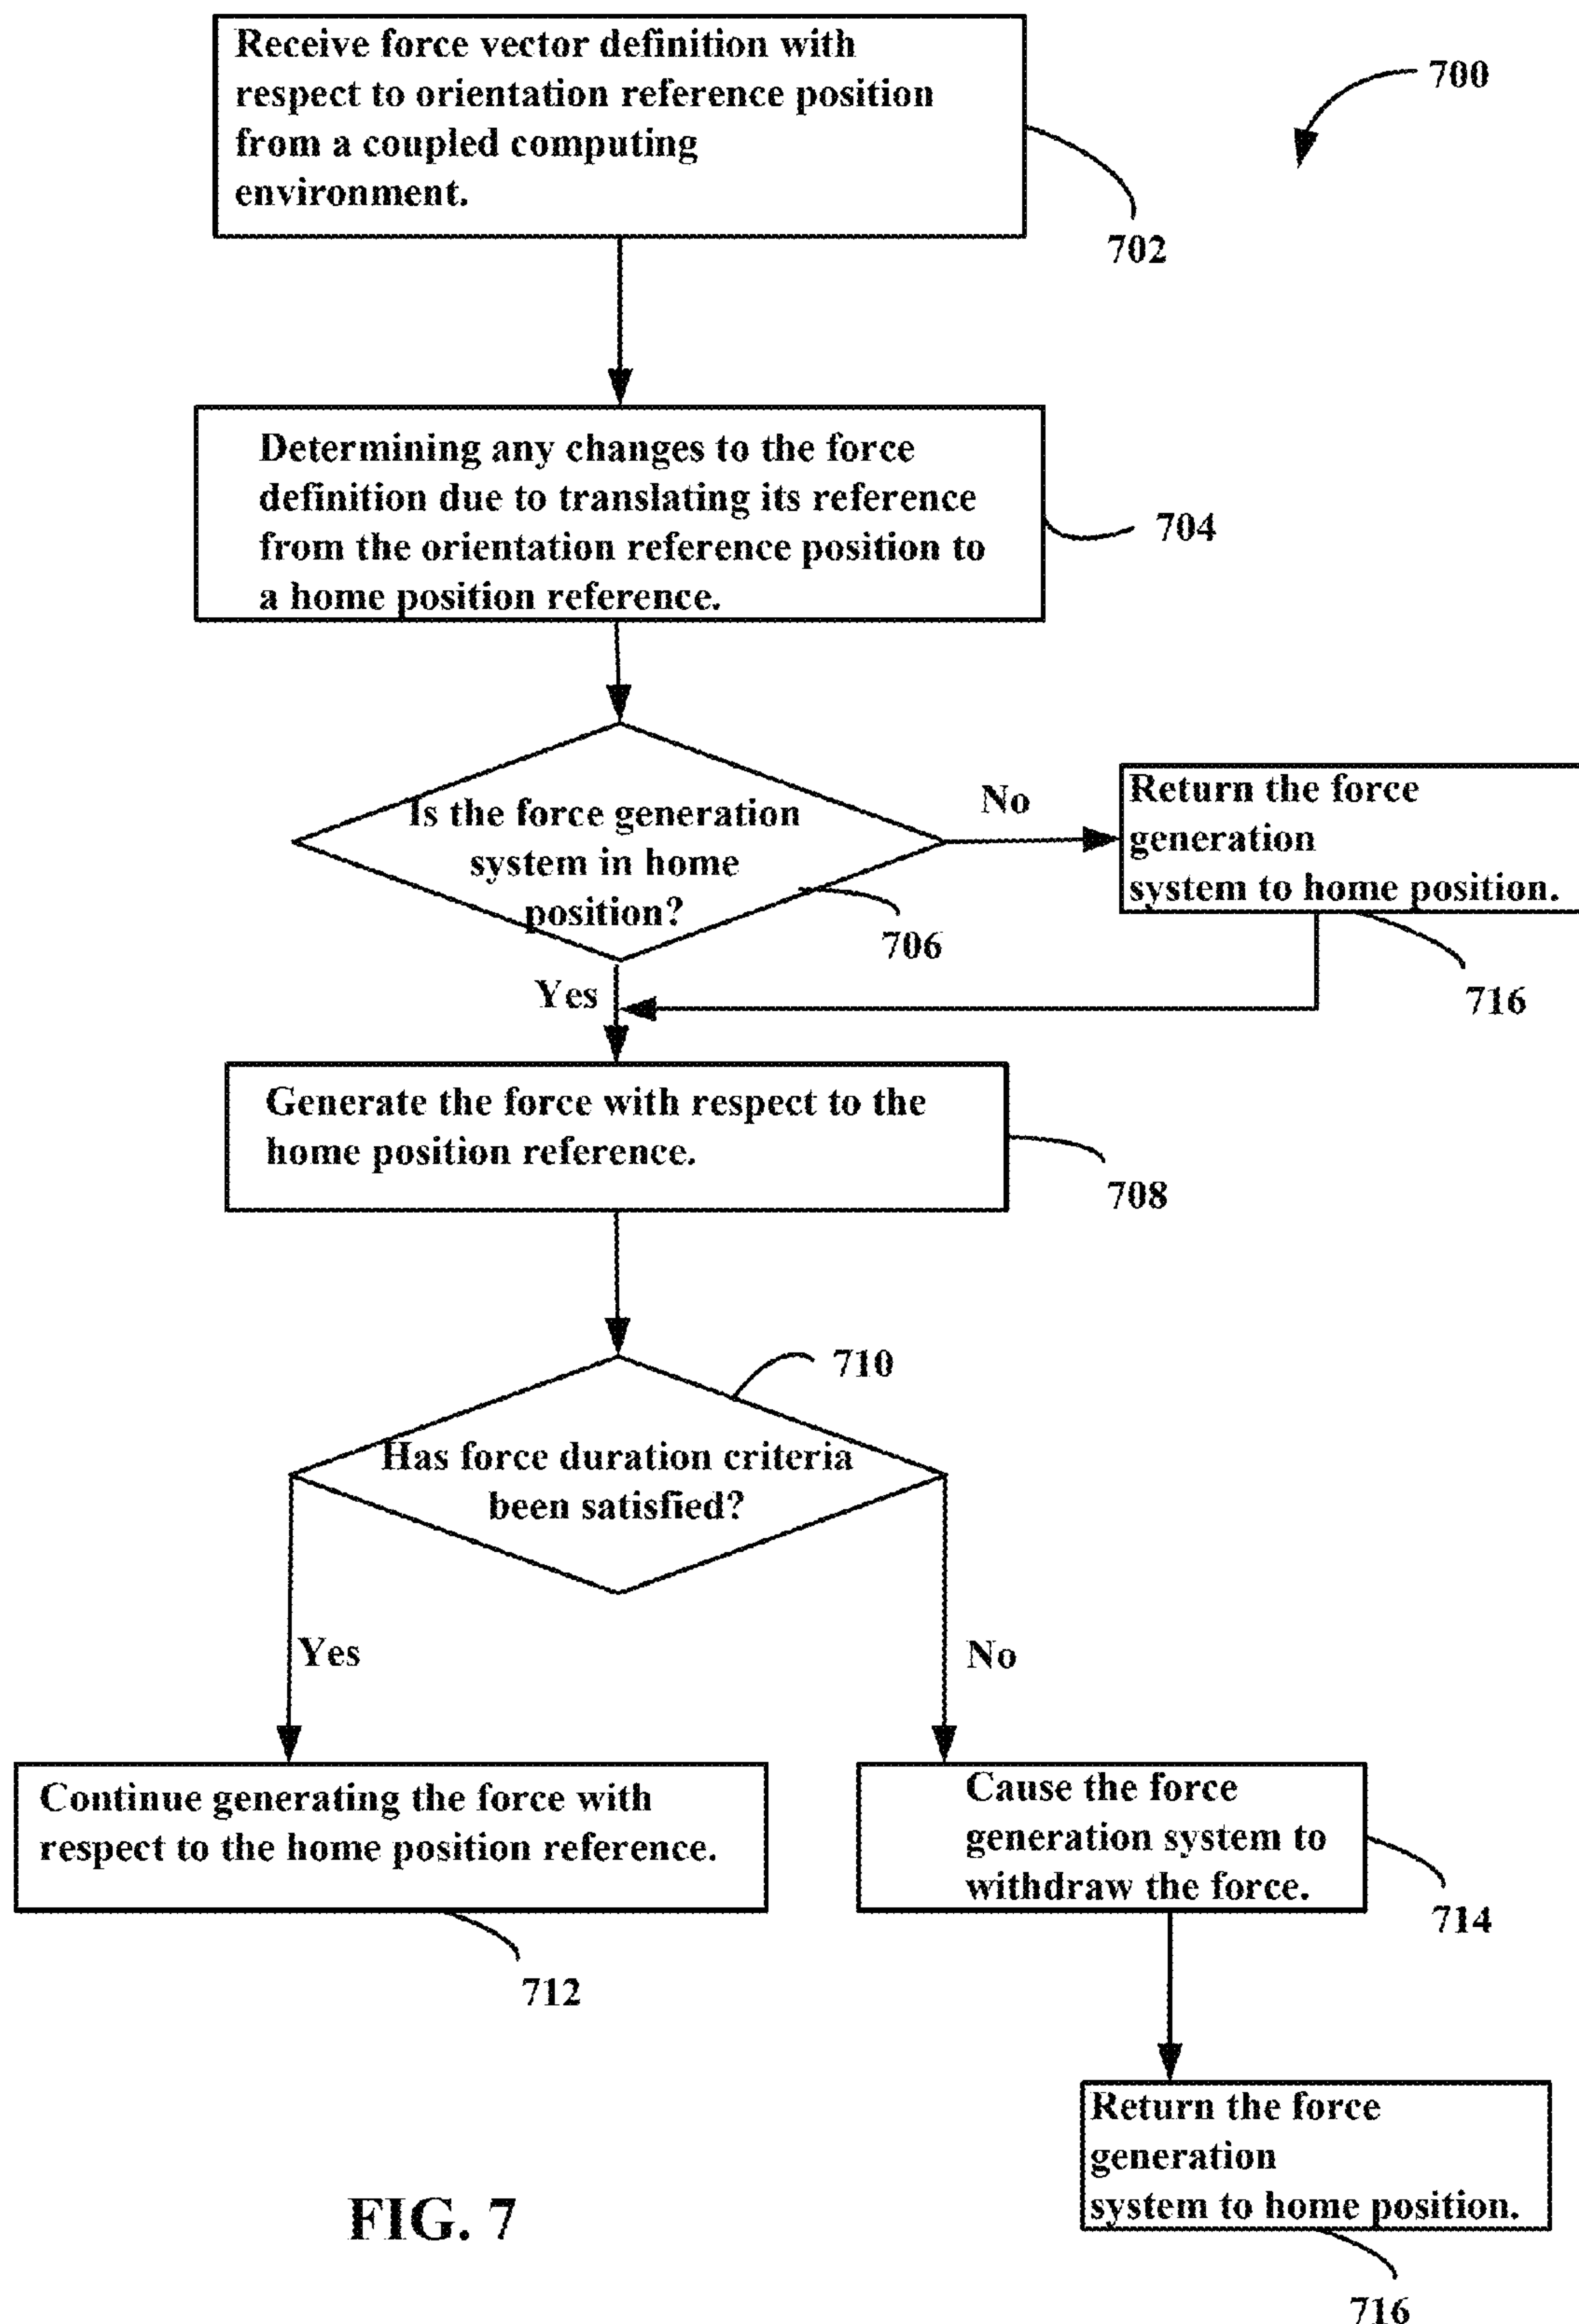 Receive force vector definition with
respect to orientation reference position
from a coupled computing
environment.
700
702
Determining any changes to the force
definition due to translating its reference
from the orientation reference position to
a home position reference.
704
Is the force generation
system in home
position?
706
No
Return the force
generation
system to home position.
716
Yes
Generate the force with respect to the
home position reference.
708
710
Has force duration criteria
been satisfied?
Yes
No
Continue generating the force with
respect to the home position reference.
712
Cause the force
generation system to
withdraw the force.
714
Return the force
generation
system to home position.
716
FIG. 7